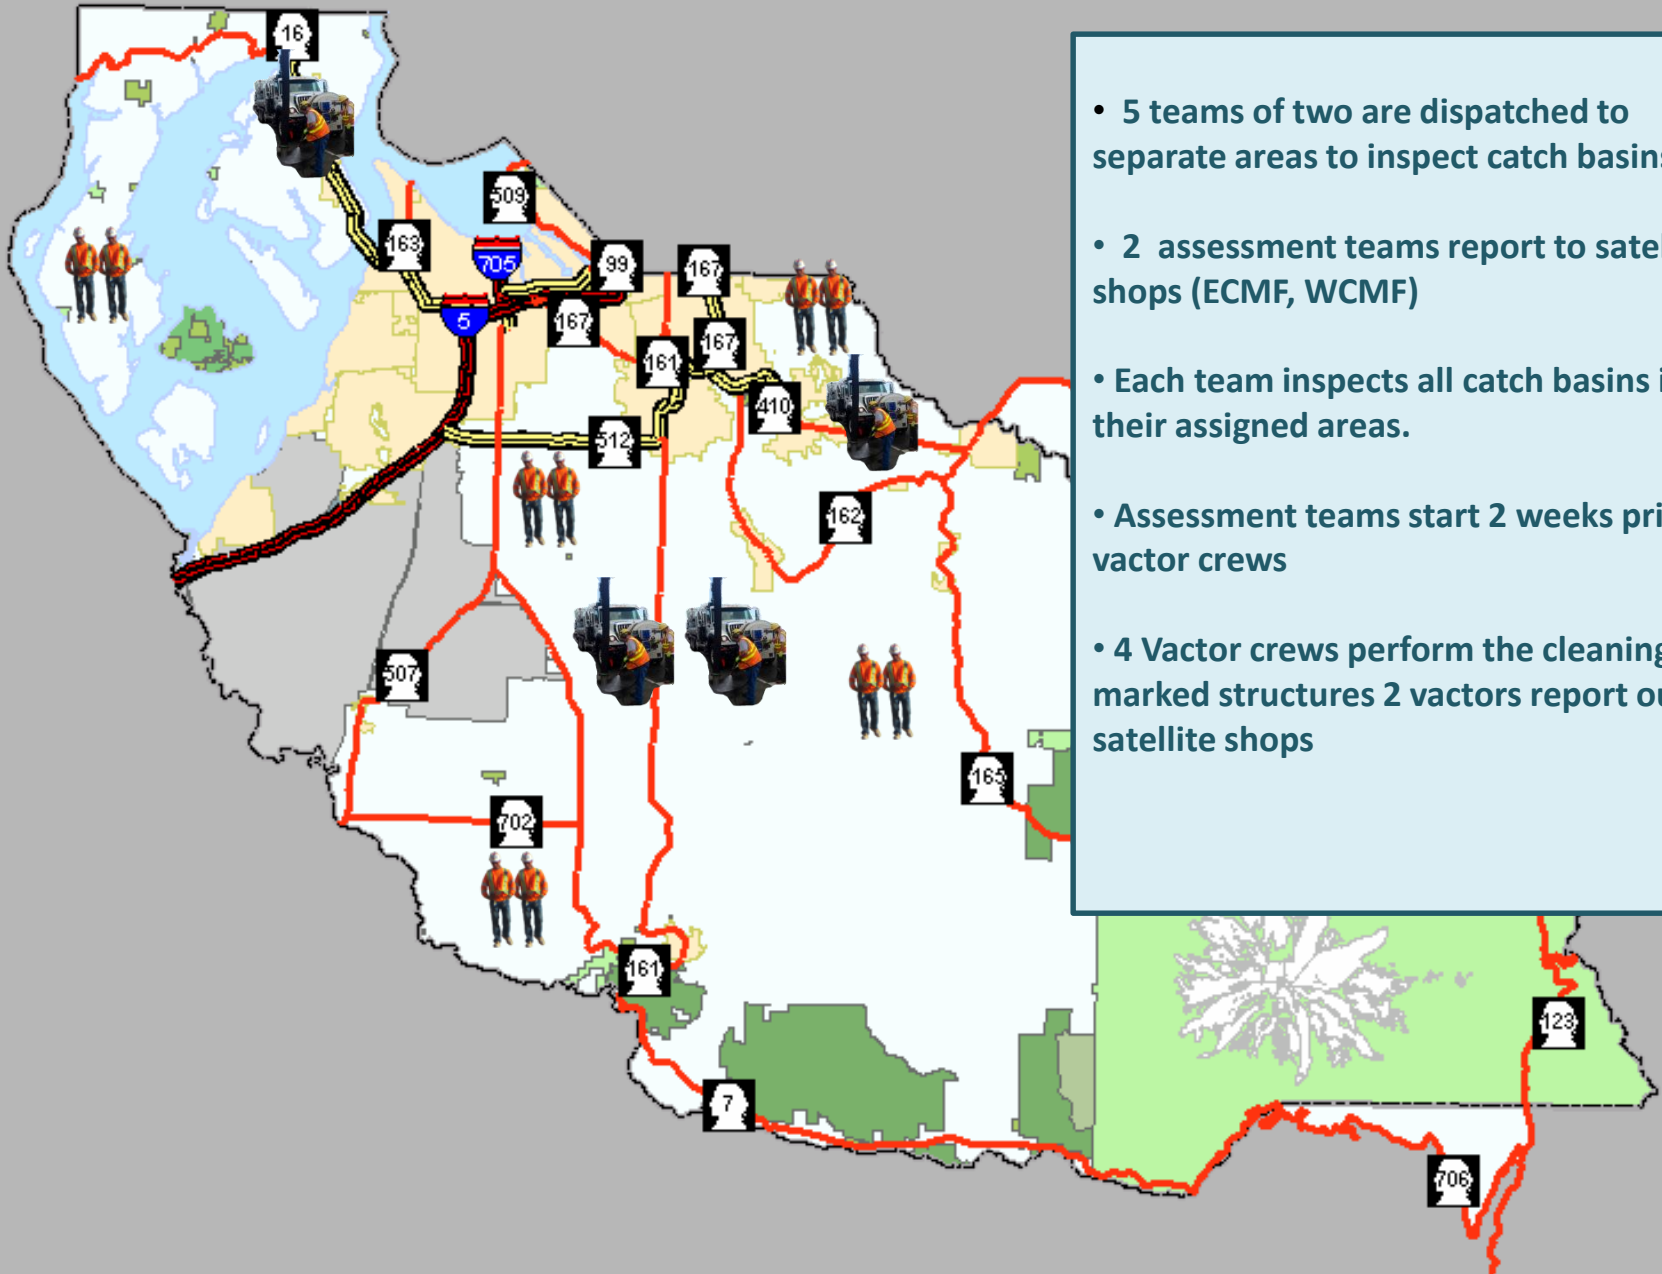 16
509
163
705
99
167
5
167
167
161
410
512
162
507
165
702
161
123
7
706
• 5 teams of two are dispatched to
separate areas to inspect catch basins
• 2 assessment teams report to
shops (ECMF, WCMF)
• Each team inspects all catch basins
their assigned areas.
• Assessment teams start 2 weeks
vactor crews
• 4 Vactor crews perform the cleaning
marked structures 2 vactors report
satellite shops